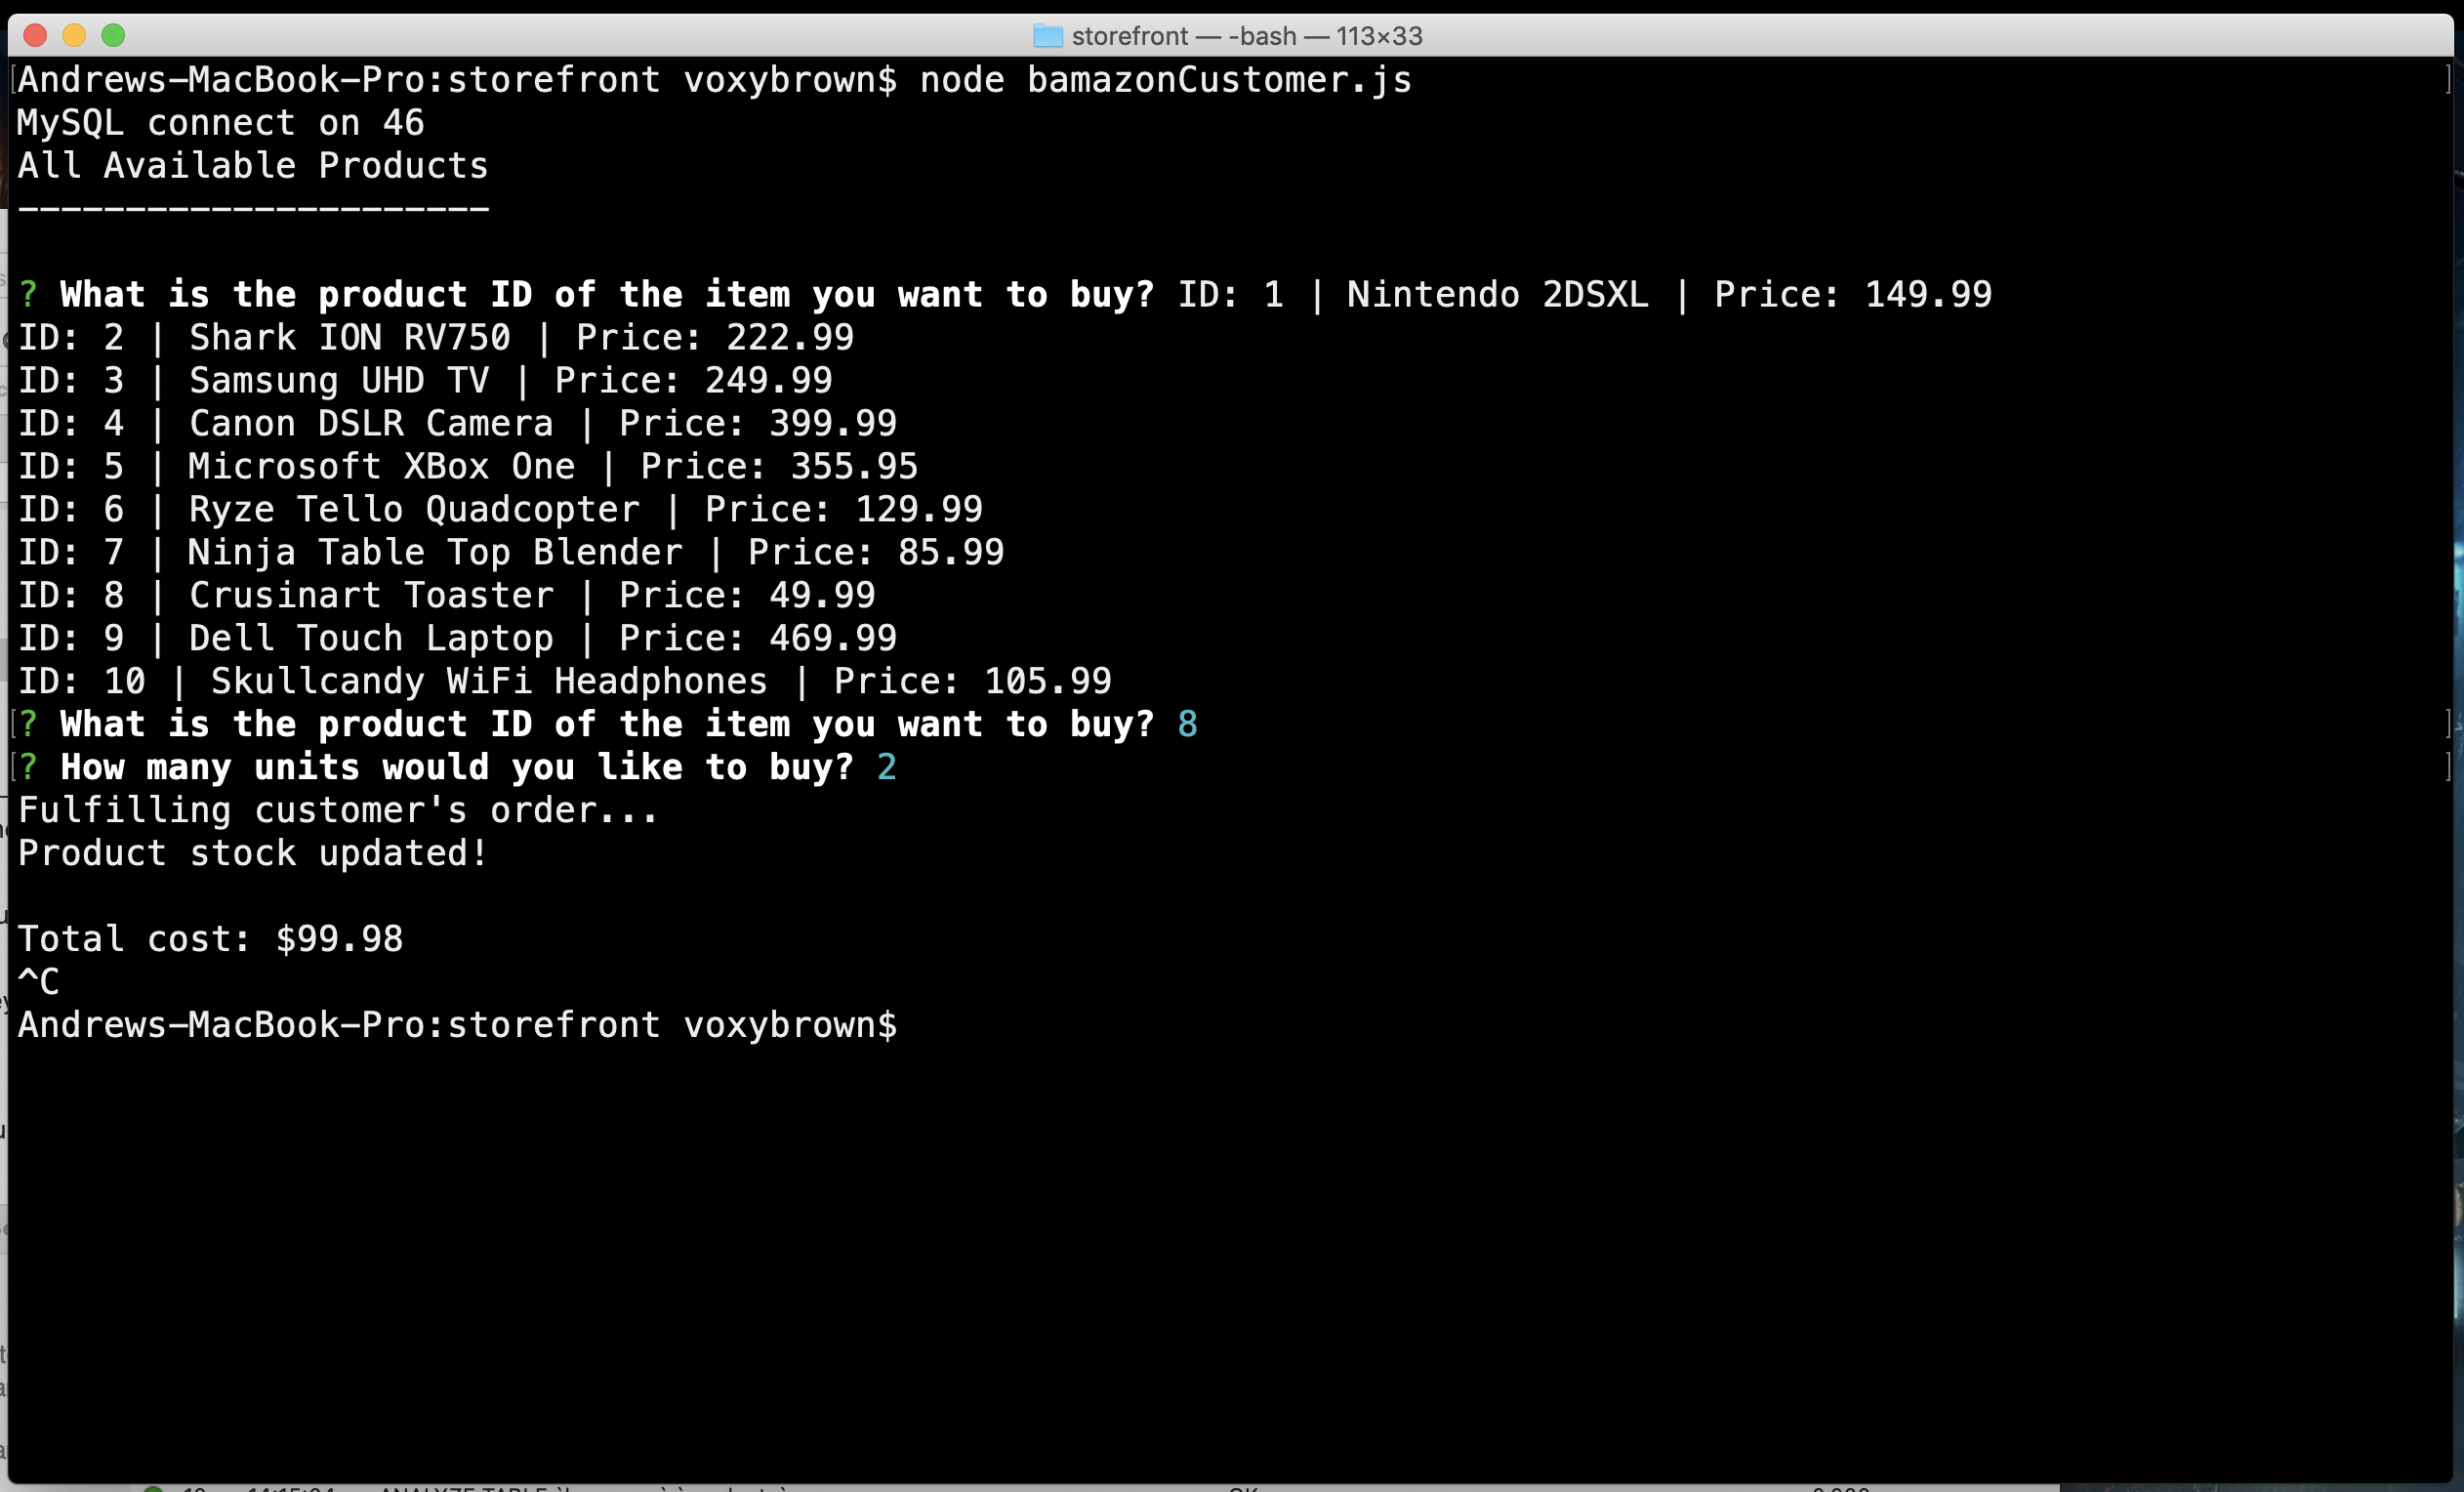 storefront — -bash — 113×33
[Andrews-MacBook-Pro:storefront voxybrown$ node bamazonCustomer.js ]
MySQL connect on 46
All Available Products
----------------------
? What is the product ID of the item you want to buy? ID: 1 | Nintendo 2DSXL | Price: 149.99
ID: 2 | Shark ION RV750 | Price: 222.99
ID: 3 | Samsung UHD TV | Price: 249.99
ID: 4 | Canon DSLR Camera | Price: 399.99
ID: 5 | Microsoft XBox One | Price: 355.95
ID: 6 | Ryze Tello Quadcopter | Price: 129.99
ID: 7 | Ninja Table Top Blender | Price: 85.99
ID: 8 | Crusinart Toaster | Price: 49.99
ID: 9 | Dell Touch Laptop | Price: 469.99
ID: 10 | Skullcandy WiFi Headphones | Price: 105.99
[? What is the product ID of the item you want to buy? 8 ]
[? How many units would you like to buy? 2 ]
Fulfilling customer's order...
Product stock updated!
Total cost: $99.98
^C
Andrews-MacBook-Pro:storefront voxybrown$